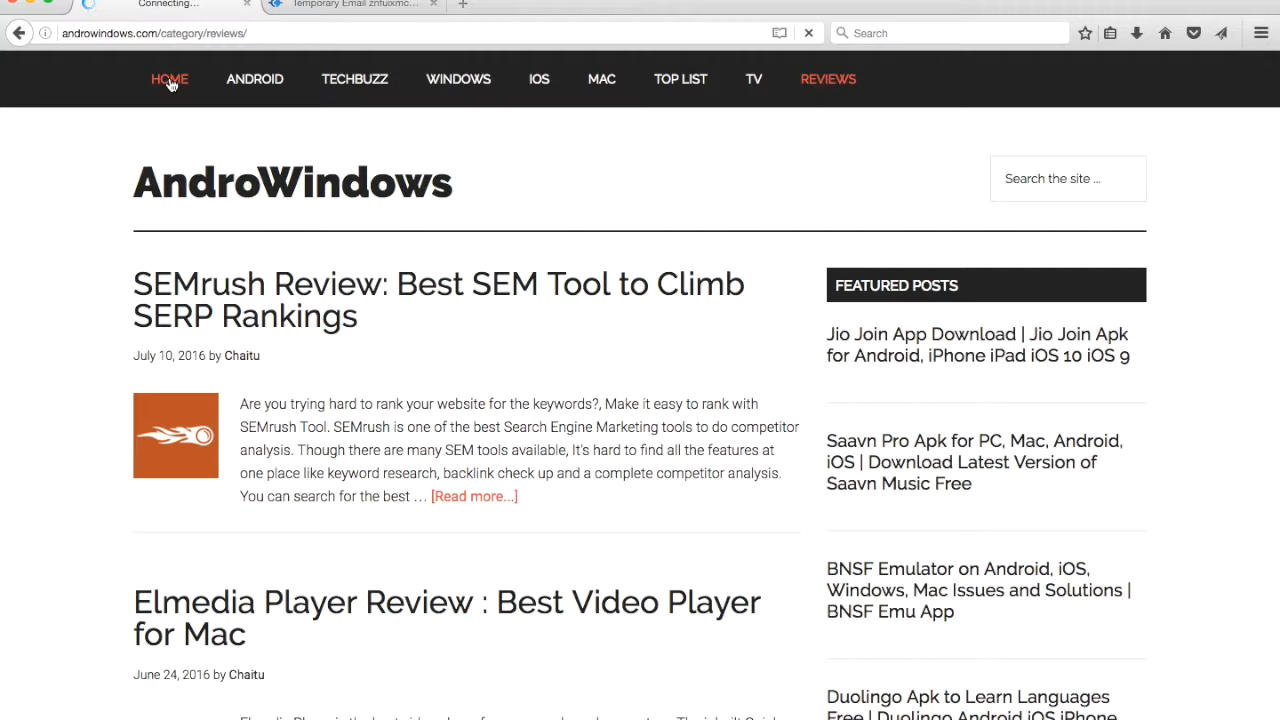 Connecting...
Temporary Email znfuixmc...
androwindows.com/category/reviews/
Search
HOME ANDROID TECHBUZZ WINDOWS IOS MAC TOP LIST TV REVIEWS
AndroWindows
Search the site ...
SEMrush Review: Best SEM Tool to Climb
SERP Rankings
July 10, 2016 by Chaitu
Are you trying hard to rank your website for the keywords?, Make it easy to rank with
SEMrush Tool. SEMrush is one of the best Search Engine Marketing tools to do competitor
analysis. Though there are many SEM tools available, It's hard to find all the features at
one place like keyword research, backlink check up and a complete competitor analysis.
You can search for the best … [Read more...]
Elmedia Player Review : Best Video Player
for Mac
June 24, 2016 by Chaitu
FEATURED POSTS
Jio Join App Download | Jio Join Apk
for Android, iPhone iPad iOS 10 iOS 9
Saavn Pro Apk for PC, Mac, Android,
iOS | Download Latest Version of
Saavn Music Free
BNSF Emulator on Android, iOS,
Windows, Mac Issues and Solutions |
BNSF Emu App
Duolingo Apk to Learn Languages
Free | Duolingo Android iOS iPhone